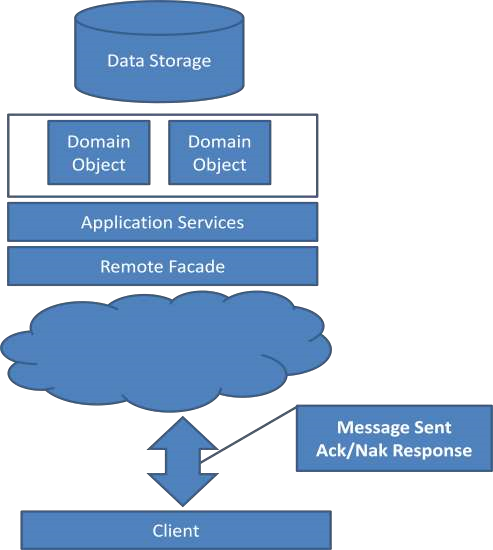 Data Storage
Domain
Object
Domain
Object
Application Services
Remote Facade
Message Sent
Ack/Nak Response
Client